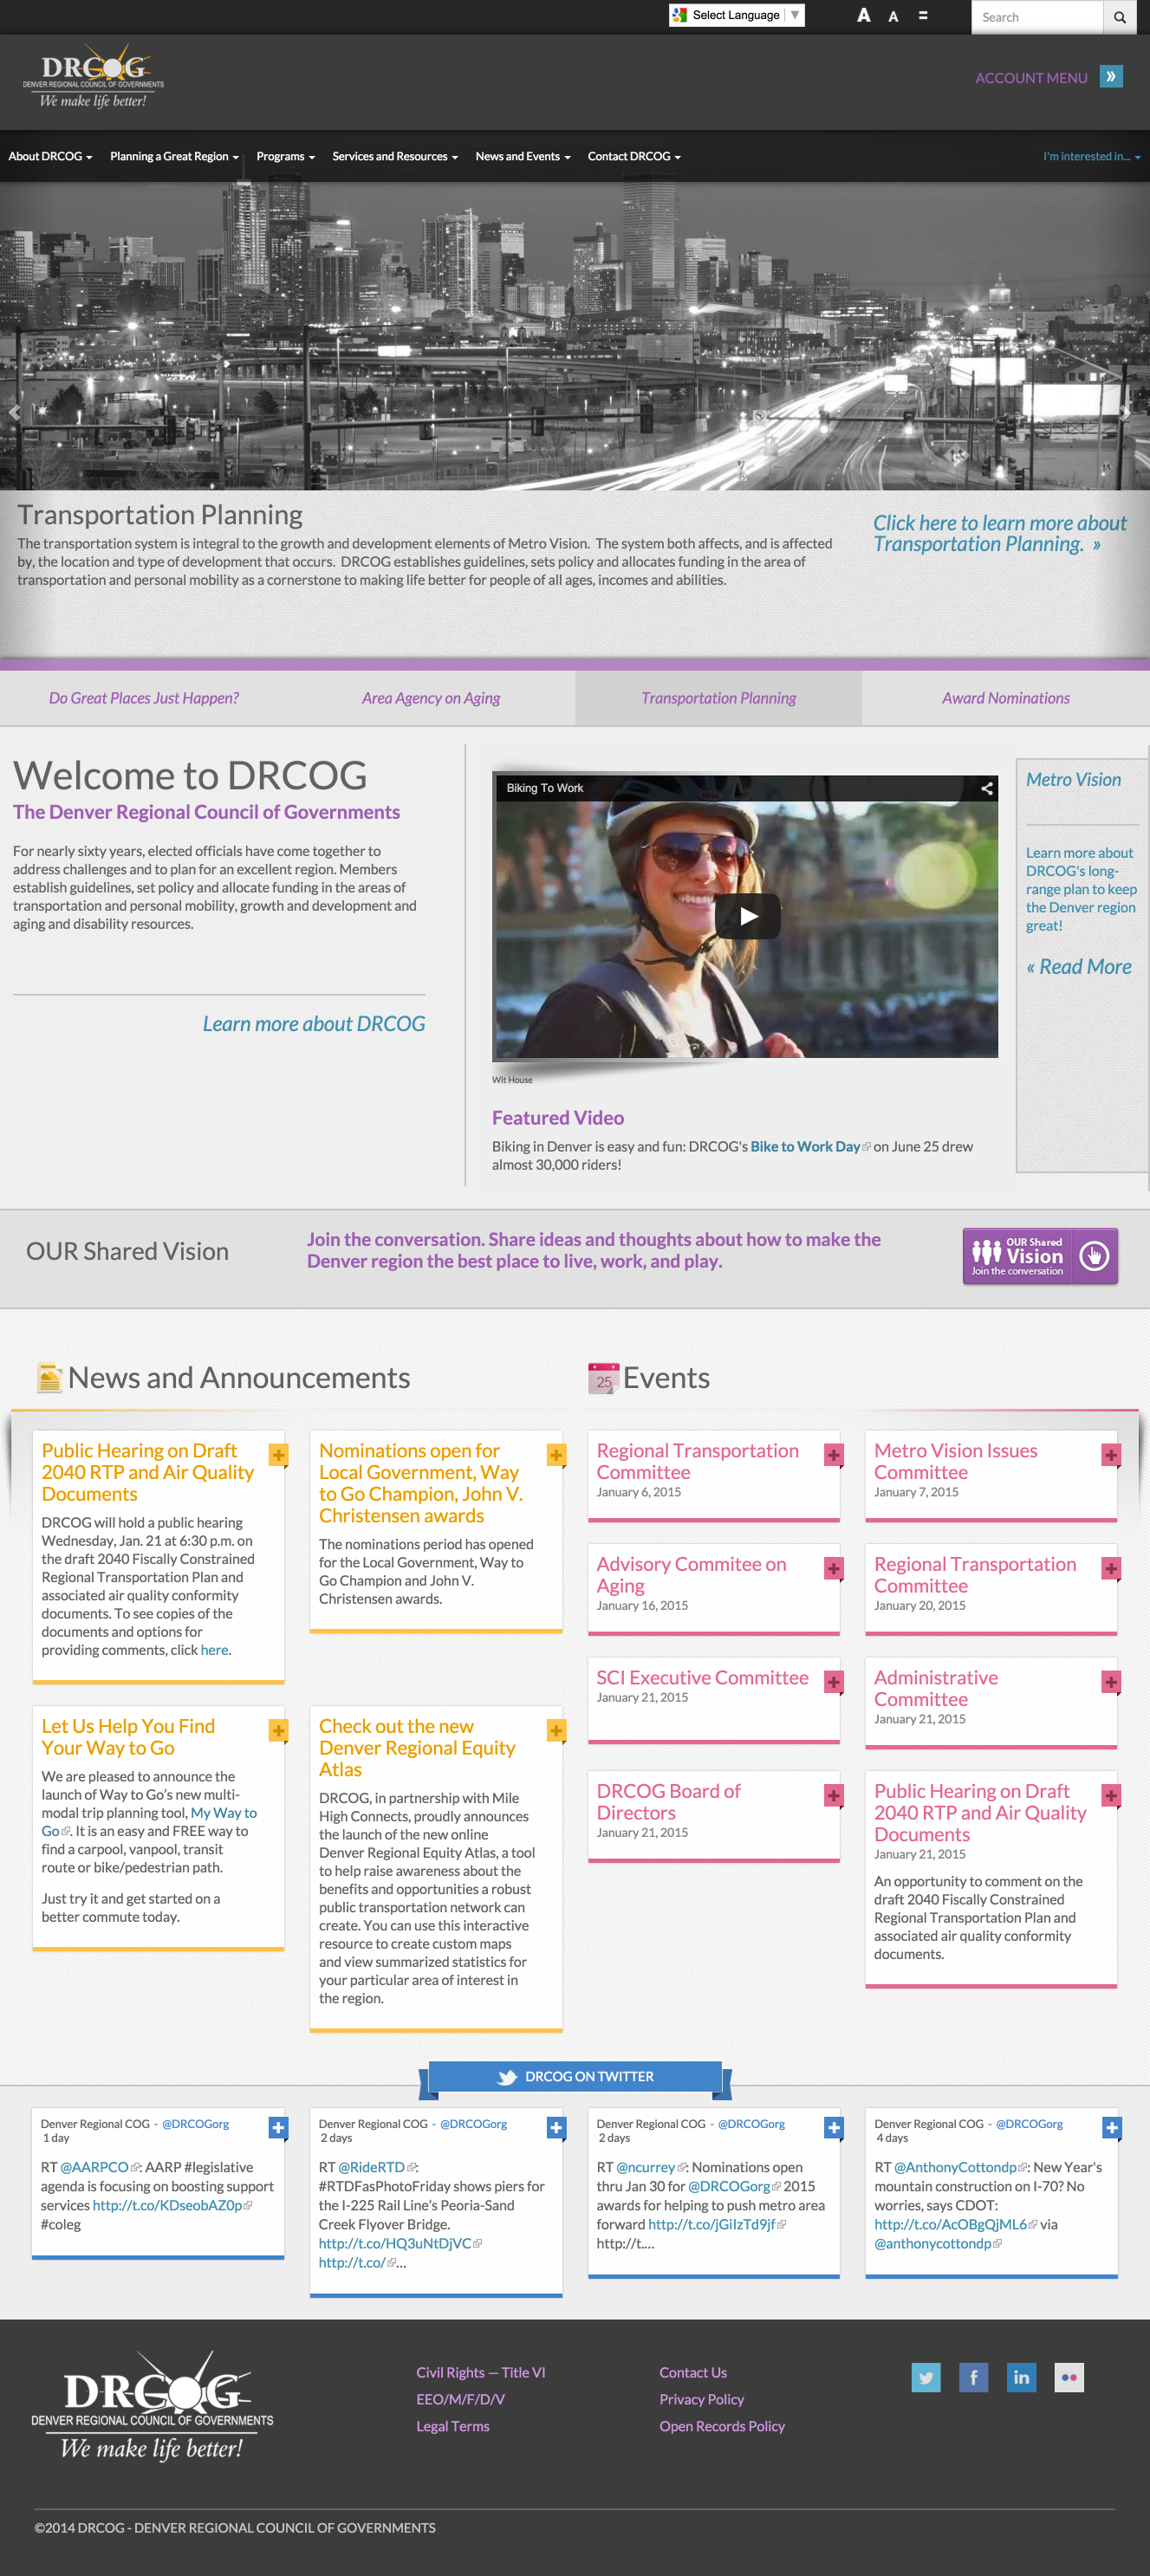 Select Language
A A =
Search
DRCOG
DENVER REGIONAL COUNCIL OF GOVERNMENTS
We make life better!
ACCOUNT MENU »
About DRCOG
Planning a Great Region
Programs
Services and Resources
News and Events
Contact DRCOG
I'm interested in...
Transportation Planning
The transportation system is integral to the growth and development elements of Metro Vision. The system both affects, and is affected
by, the location and type of development that occurs. DRCOG establishes guidelines, sets policy and allocates funding in the area of
transportation and personal mobility as a cornerstone to making life better for people of all ages, incomes and abilities.
Click here to learn more about
Transportation Planning. »
Do Great Places Just Happen?
Area Agency on Aging
Transportation Planning
Award Nominations
Welcome to DRCOG
The Denver Regional Council of Governments
For nearly sixty years, elected officials have come together to
address challenges and to plan for an excellent region. Members
establish guidelines, set policy and allocate funding in the areas of
transportation and personal mobility, growth and development and
aging and disability resources.
Learn more about DRCOG
Biking To Work
Wit House
Featured Video
Biking in Denver is easy and fun: DRCOG's Bike to Work Day on June 25 drew
almost 30,000 riders!
Metro Vision
Learn more about
DRCOG's long-
range plan to keep
the Denver region
great!
« Read More
OUR Shared Vision
Join the conversation. Share ideas and thoughts about how to make the
Denver region the best place to live, work, and play.
OUR Shared
Vision
Join the conversation
News and Announcements
Public Hearing on Draft
2040 RTP and Air Quality
Documents
DRCOG will hold a public hearing
Wednesday, Jan. 21 at 6:30 p.m. on
the draft 2040 Fiscally Constrained
Regional Transportation Plan and
associated air quality conformity
documents. To see copies of the
documents and options for
providing comments, click here.
Nominations open for
Local Government, Way
to Go Champion, John V.
Christensen awards
The nominations period has opened
for the Local Government, Way to
Go Champion and John V.
Christensen awards.
Let Us Help You Find
Your Way to Go
We are pleased to announce the
launch of Way to Go's new multi-
modal trip planning tool, My Way to
Go. It is an easy and FREE way to
find a carpool, vanpool, transit
route or bike/pedestrian path.
Just try it and get started on a
better commute today.
Check out the new
Denver Regional Equity
Atlas
DRCOG, in partnership with Mile
High Connects, proudly announces
the launch of the new online
Denver Regional Equity Atlas, a tool
to help raise awareness about the
benefits and opportunities a robust
public transportation network can
create. You can use this interactive
resource to create custom maps
and view summarized statistics for
your particular area of interest in
the region.
25
Events
Regional Transportation
Committee
January 6, 2015
Metro Vision Issues
Committee
January 7, 2015
Advisory Commitee on
Aging
January 16, 2015
Regional Transportation
Committee
January 20, 2015
SCI Executive Committee
January 21, 2015
Administrative
Committee
January 21, 2015
DRCOG Board of
Directors
January 21, 2015
Public Hearing on Draft
2040 RTP and Air Quality
Documents
January 21, 2015
An opportunity to comment on the
draft 2040 Fiscally Constrained
Regional Transportation Plan and
associated air quality conformity
documents.
DRCOG ON TWITTER
Denver Regional COG - @DRCOGorg
1 day
RT @AARPCO: AARP #legislative
agenda is focusing on boosting support
services http://t.co/KDseobAZ0p
#coleg
Denver Regional COG - @DRCOGorg
2 days
RT @RideRTD:
#RTDFasPhotoFriday shows piers for
the I-225 Rail Line's Peoria-Sand
Creek Flyover Bridge.
http://t.co/HQ3uNtDjVC
http://t.co/...
Denver Regional COG - @DRCOGorg
2 days
RT @ncurrey: Nominations open
thru Jan 30 for @DRCOGorg 2015
awards for helping to push metro area
forward http://t.co/jGiIzTd9jf
http://t.…
Denver Regional COG - @DRCOGorg
4 days
RT @AnthonyCottondp: New Year's
mountain construction on I-70? No
worries, says CDOT:
http://t.co/AcOBgQjML6 via
@anthonycottondp
DRCOG
DENVER REGIONAL COUNCIL OF GOVERNMENTS
We make life better!
Civil Rights — Title VI
EEO/M/F/D/V
Legal Terms
Contact Us
Privacy Policy
Open Records Policy
©2014 DRCOG - DENVER REGIONAL COUNCIL OF GOVERNMENTS